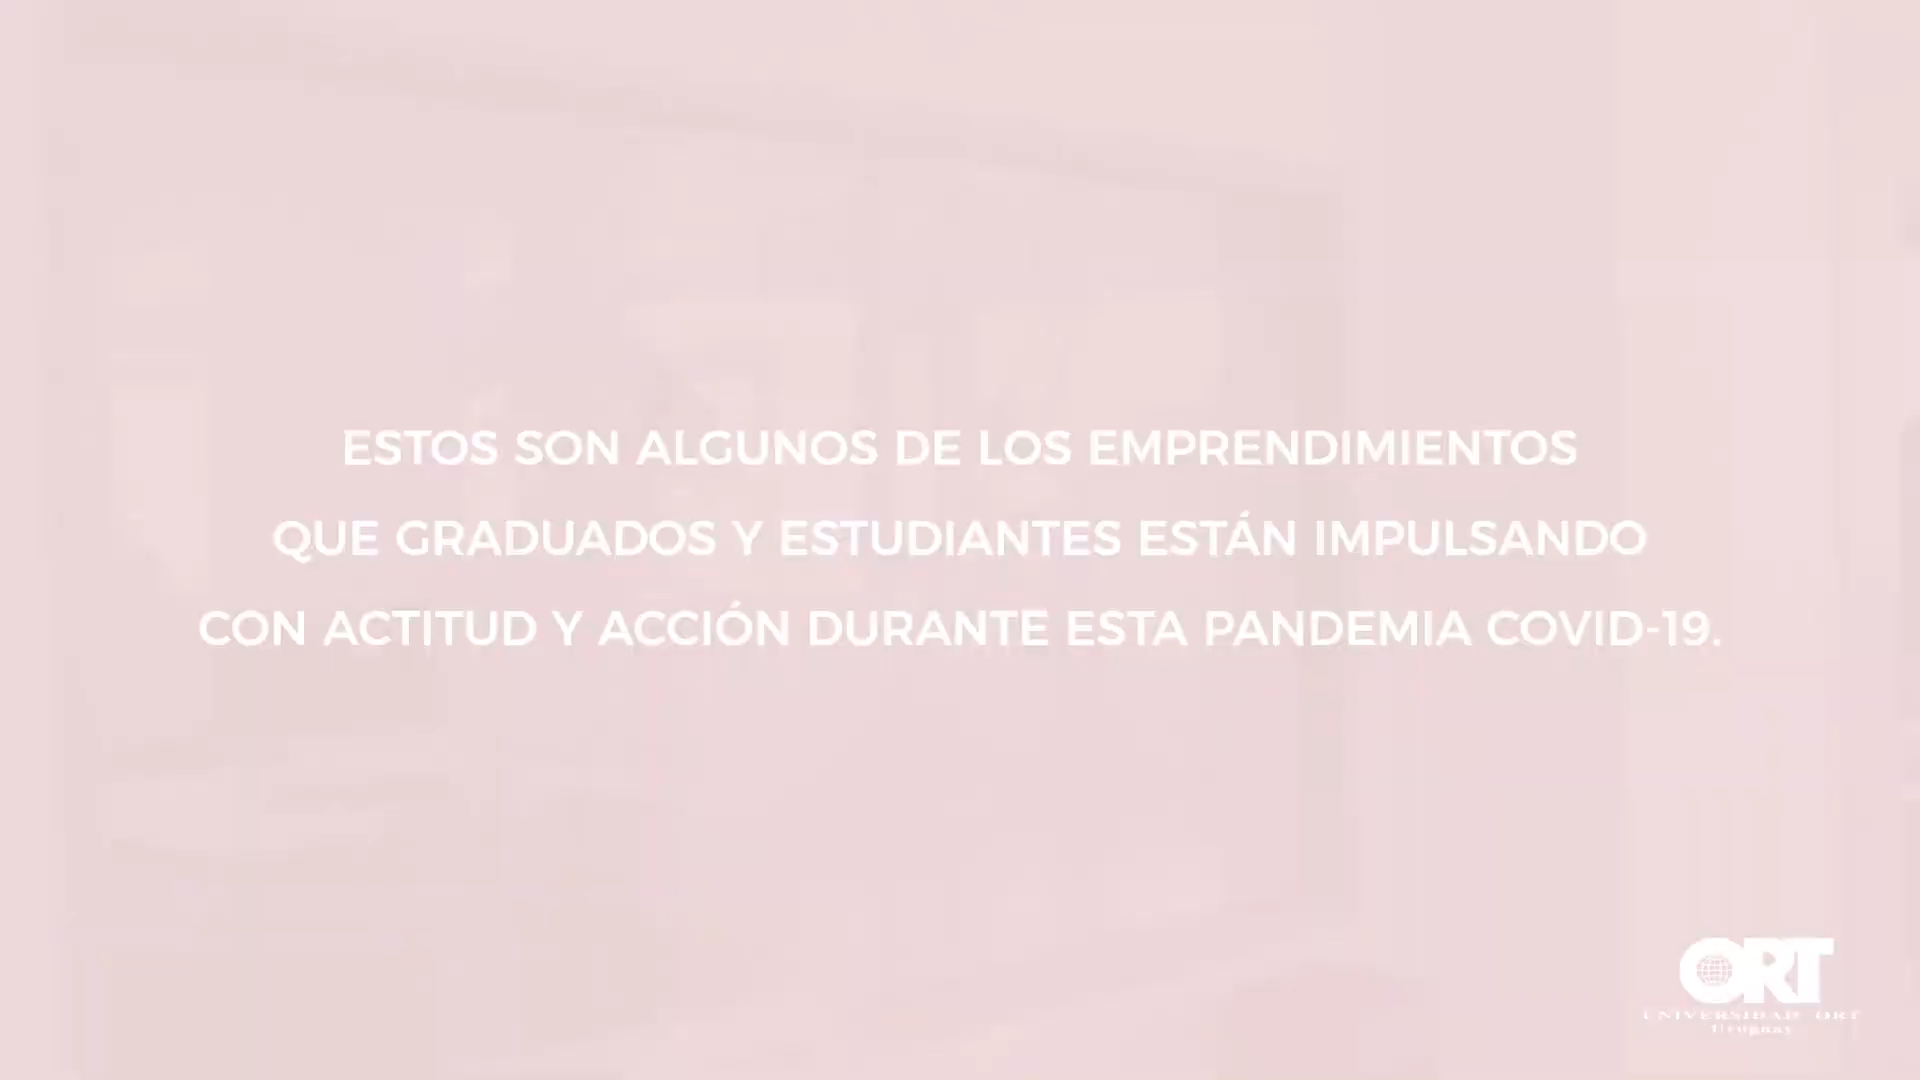 ESTOS SON ALGUNOS DE LOS EMPRENDIMIENTOS
QUE GRADUADOS Y ESTUDIANTES ESTÁN IMPULSANDO
CON ACTITUD Y ACCIÓN DURANTE ESTA PANDEMIA COVID-19.
ORT
UNIVERSIDAD ORT
Uruguay